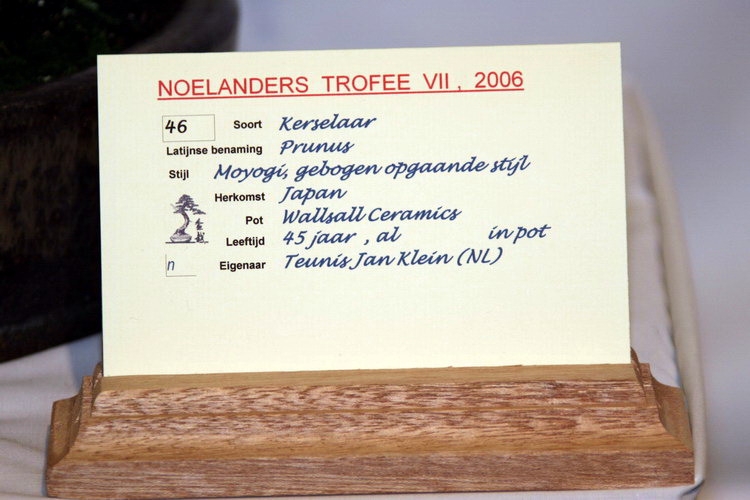 NOELANDERS TROFEE VII, 2006
46 Soort Kerselaar
Latijnse benaming Prunus
Stijl Moyogi, gebogen opgaande stijl
Herkomst Japan
Pot Wallsall Ceramics
Leeftijd 45 jaar , al in pot
n Eigenaar Teunis Jan Klein (NL)